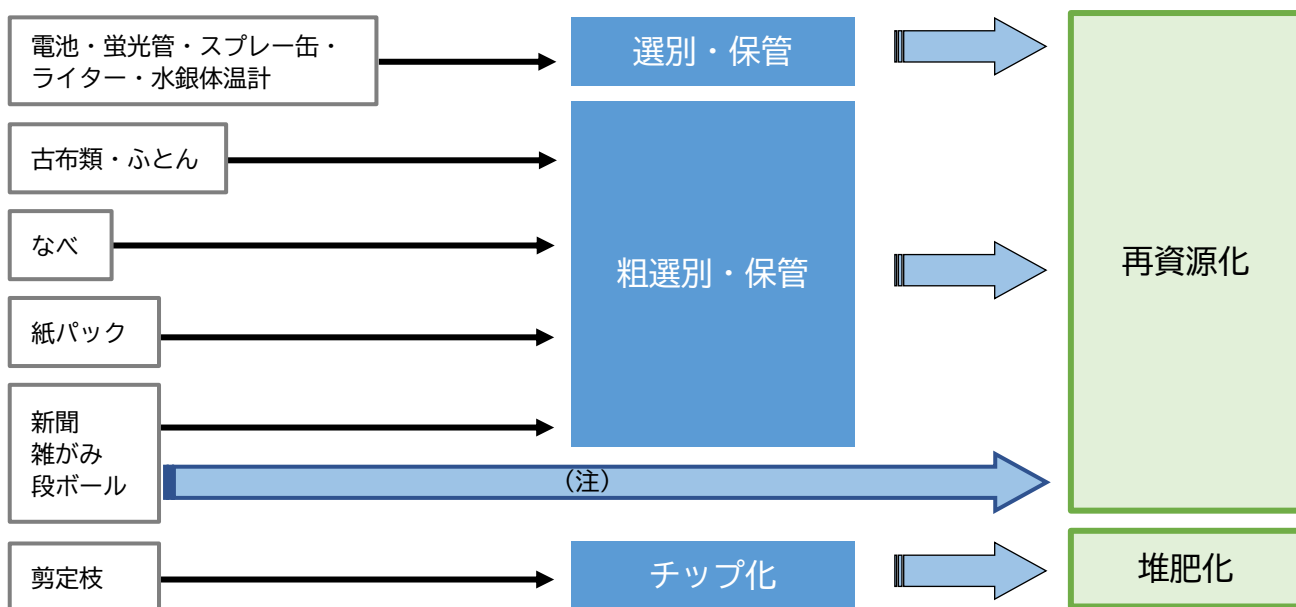 電池・蛍光管・スプレー缶・
ライター・水銀体温計
選別・保管
古布類・ふとん
なべ
粗選別・保管
再資源化
紙パック
新聞
雑がみ
段ボール
（注）
剪定枝
チップ化
堆肥化